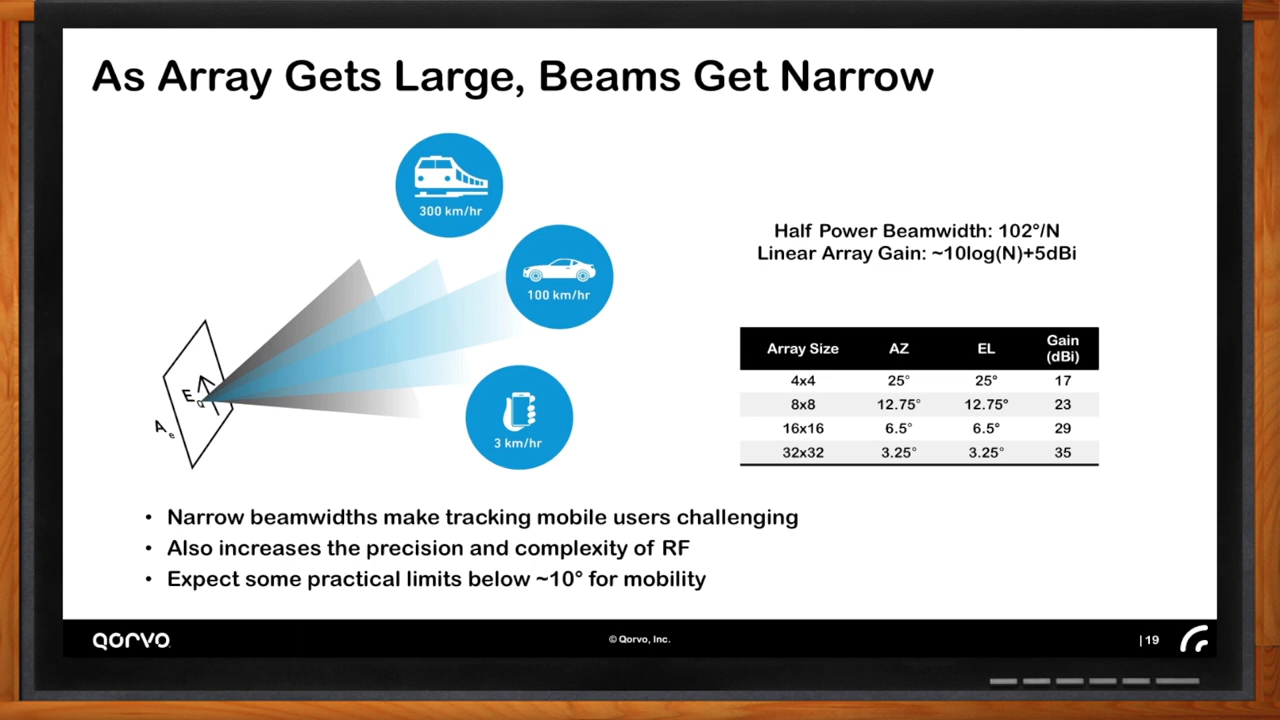 As Array Gets Large, Beams Get Narrow
300 km/hr
100 km/hr
3 km/hr
E a
A e
Half Power Beamwidth: 102°/N
Linear Array Gain: ~10log(N)+5dBi
Array Size AZ EL Gain (dBi)
4x4 25° 25° 17
8x8 12.75° 12.75° 23
16x16 6.5° 6.5° 29
32x32 3.25° 3.25° 35
• Narrow beamwidths make tracking mobile users challenging
• Also increases the precision and complexity of RF
• Expect some practical limits below ~10° for mobility
QORVO
© Qorvo, Inc.
| 19